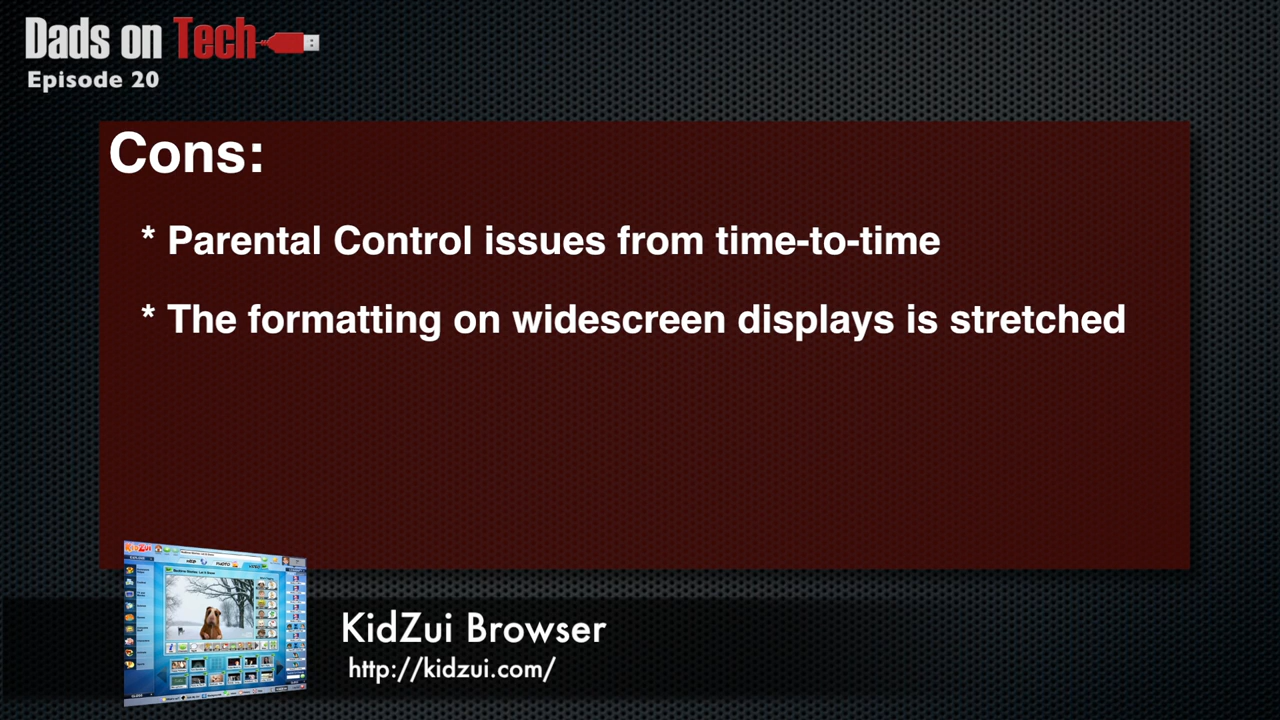 Dads on Tech
Episode 20
Cons:
* Parental Control issues from time-to-time
* The formatting on widescreen displays is stretched
KidZui
KidZui Browser
http://kidzui.com/